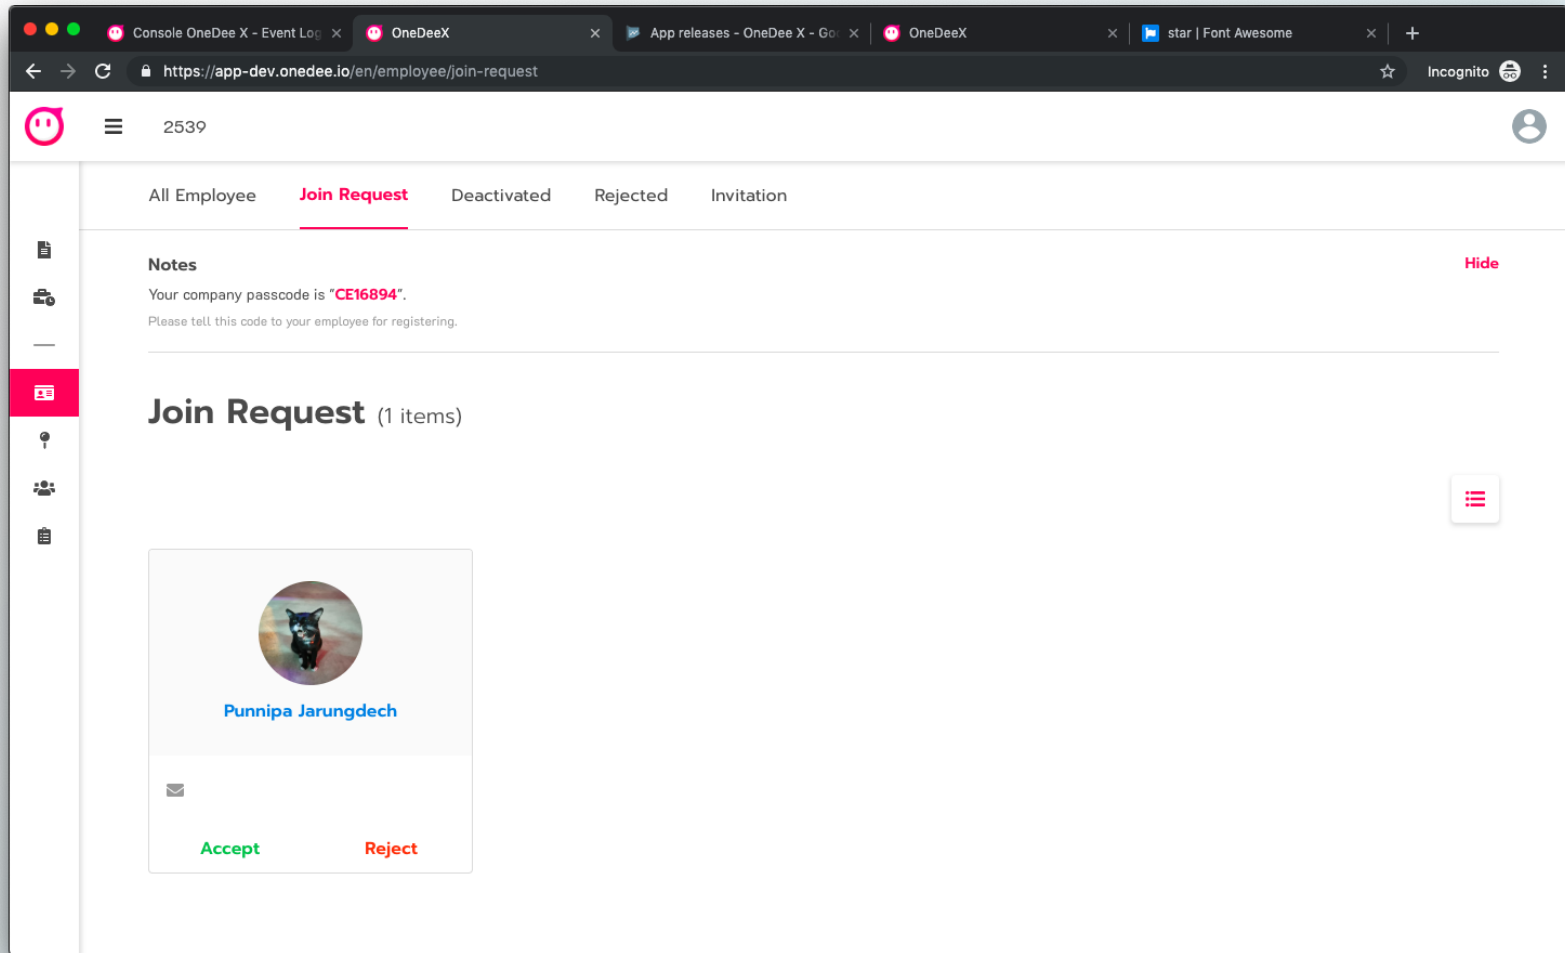 Console OneDee X - Event Log
OneDeeX
App releases - OneDee X - Go
OneDeeX
star | Font Awesome
https://app-dev.onedee.io/en/employee/join-request
Incognito
2539
All Employee
Join Request
Deactivated
Rejected
Invitation
Notes
Hide
Your company passcode is "CE16894".
Please tell this code to your employee for registering.
Join Request (1 items)
Punnipa Jarungdech
Accept
Reject